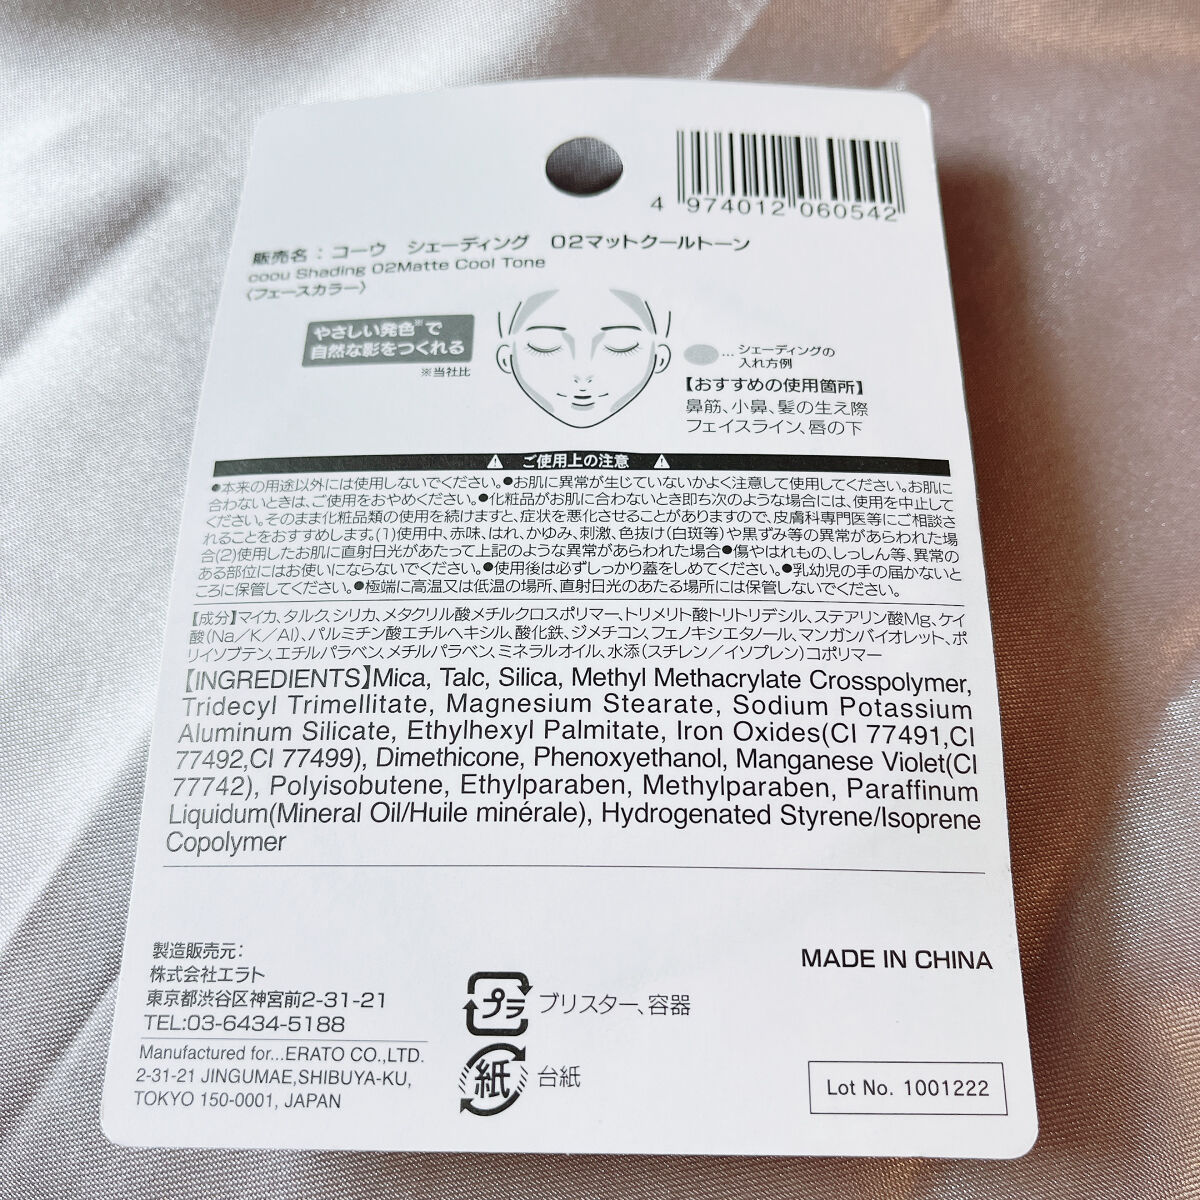 4 974012 060542
販売名：コーウ　シェーディング　02マットクールトーン
coou Shading 02Matte Cool Tone
〈フェースカラー〉
やさしい発色※で
自然な影をつくれる
※当社比
…シェーディングの
入れ方例
【おすすめの使用箇所】
鼻筋、小鼻、髪の生え際
フェイスライン、唇の下
ご使用上の注意
●本来の用途以外には使用しないでください。●お肌に異常が生じていないかよく注意して使用してください。お肌に
合わないときは、ご使用をおやめください。●化粧品がお肌に合わないとき即ち次のような場合には、使用を中止して
ください。そのまま化粧品類の使用を続けますと、症状を悪化させることがありますので、皮膚科専門医等にご相談さ
れることをおすすめします。(1)使用中、赤味、はれ、かゆみ、刺激、色抜け(白斑等)や黒ずみ等の異常があらわれた場
合(2)使用したお肌に直射日光があたって上記のような異常があらわれた場合●傷やはれもの、しっしん等、異常の
ある部位にはお使いにならないでください。●使用後は必ずしっかり蓋をしめてください。●乳幼児の手の届かないと
ころに保管してください。●極端に高温又は低温の場所、直射日光のあたる場所には保管しないでください。
【成分】マイカ、タルク、シリカ、メタクリル酸メチルクロスポリマー、トリメリト酸トリトリデシル、ステアリン酸Mg、ケイ
酸(Na／K／Al)、パルミチン酸エチルヘキシル、酸化鉄、ジメチコン、フェノキシエタノール、マンガンバイオレット、ポ
リイソブテン、エチルパラベン、メチルパラベン、ミネラルオイル、水添(スチレン／イソプレン)コポリマー
【INGREDIENTS】Mica, Talc, Silica, Methyl Methacrylate Crosspolymer,
Tridecyl Trimellitate, Magnesium Stearate, Sodium Potassium
Aluminum Silicate, Ethylhexyl Palmitate, Iron Oxides(CI 77491,CI
77492,CI 77499), Dimethicone, Phenoxyethanol, Manganese Violet(CI
77742), Polyisobutene, Ethylparaben, Methylparaben, Paraffinum
Liquidum(Mineral Oil/Huile minérale), Hydrogenated Styrene/Isoprene
Copolymer
製造販売元：
株式会社エラト
東京都渋谷区神宮前2-31-21
TEL:03-6434-5188
Manufactured for...ERATO CO.,LTD.
2-31-21 JINGUMAE,SHIBUYA-KU,
TOKYO 150-0001, JAPAN
プラ ブリスター、容器
紙 台紙
MADE IN CHINA
Lot No. 1001222